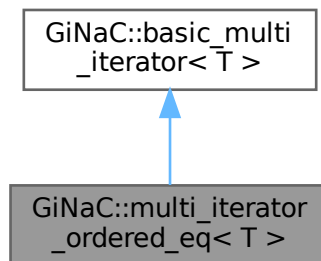 GiNaC::basic_multi
_iterator< T >
GiNaC::multi_iterator
_ordered_eq< T >